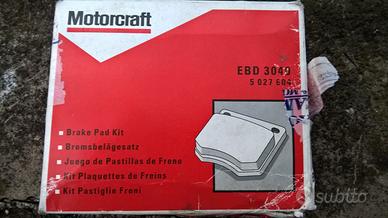 Motorcraft
EBD 3049
5 027 604
Brake Pad Kit
Bremsbelägesatz
Juego de Pastillas de Freno
Kit Plaquettes de Freins
Kit Pastiglie Freni
subito